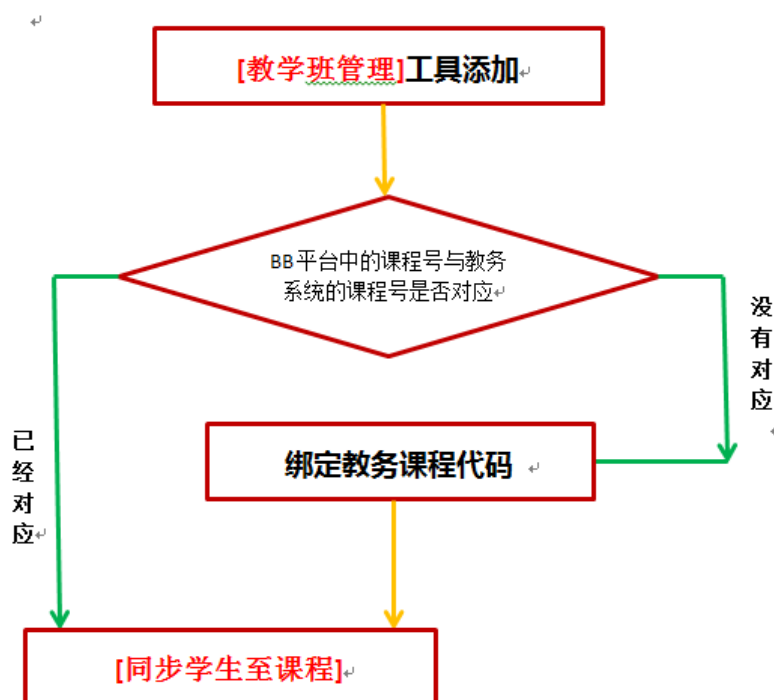 [教学班管理]工具添加
BB平台中的课程号与教务
系统的课程号是否对应
没有对应
绑定教务课程代码
已经对应
[同步学生至课程]